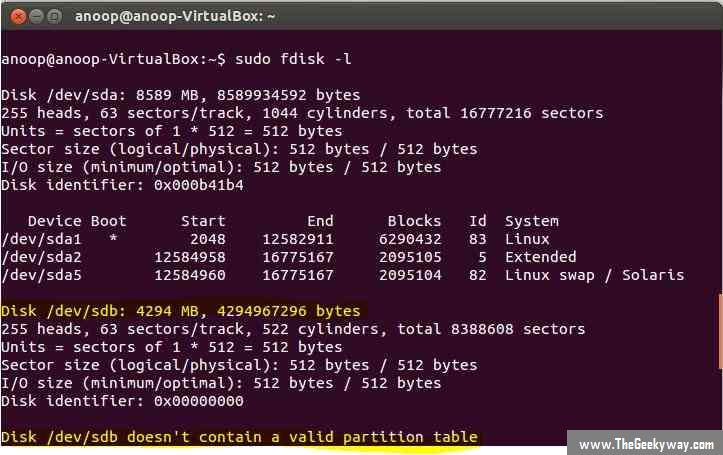 anoop@anoop-VirtualBox: ~
anoop@anoop-VirtualBox:~$ sudo fdisk -l
Disk /dev/sda: 8589 MB, 8589934592 bytes
255 heads, 63 sectors/track, 1044 cylinders, total 16777216 sectors
Units = sectors of 1 * 512 = 512 bytes
Sector size (logical/physical): 512 bytes / 512 bytes
I/O size (minimum/optimal): 512 bytes / 512 bytes
Disk identifier: 0x000b41b4
Device Boot Start End Blocks Id System
/dev/sda1 * 2048 12582911 6290432 83 Linux
/dev/sda2 12584958 16775167 2095105 5 Extended
/dev/sda5 12584960 16775167 2095104 82 Linux swap / Solaris
Disk /dev/sdb: 4294 MB, 4294967296 bytes
255 heads, 63 sectors/track, 522 cylinders, total 8388608 sectors
Units = sectors of 1 * 512 = 512 bytes
Sector size (logical/physical): 512 bytes / 512 bytes
I/O size (minimum/optimal): 512 bytes / 512 bytes
Disk identifier: 0x00000000
Disk /dev/sdb doesn't contain a valid partition table
www.TheGeekyway.com